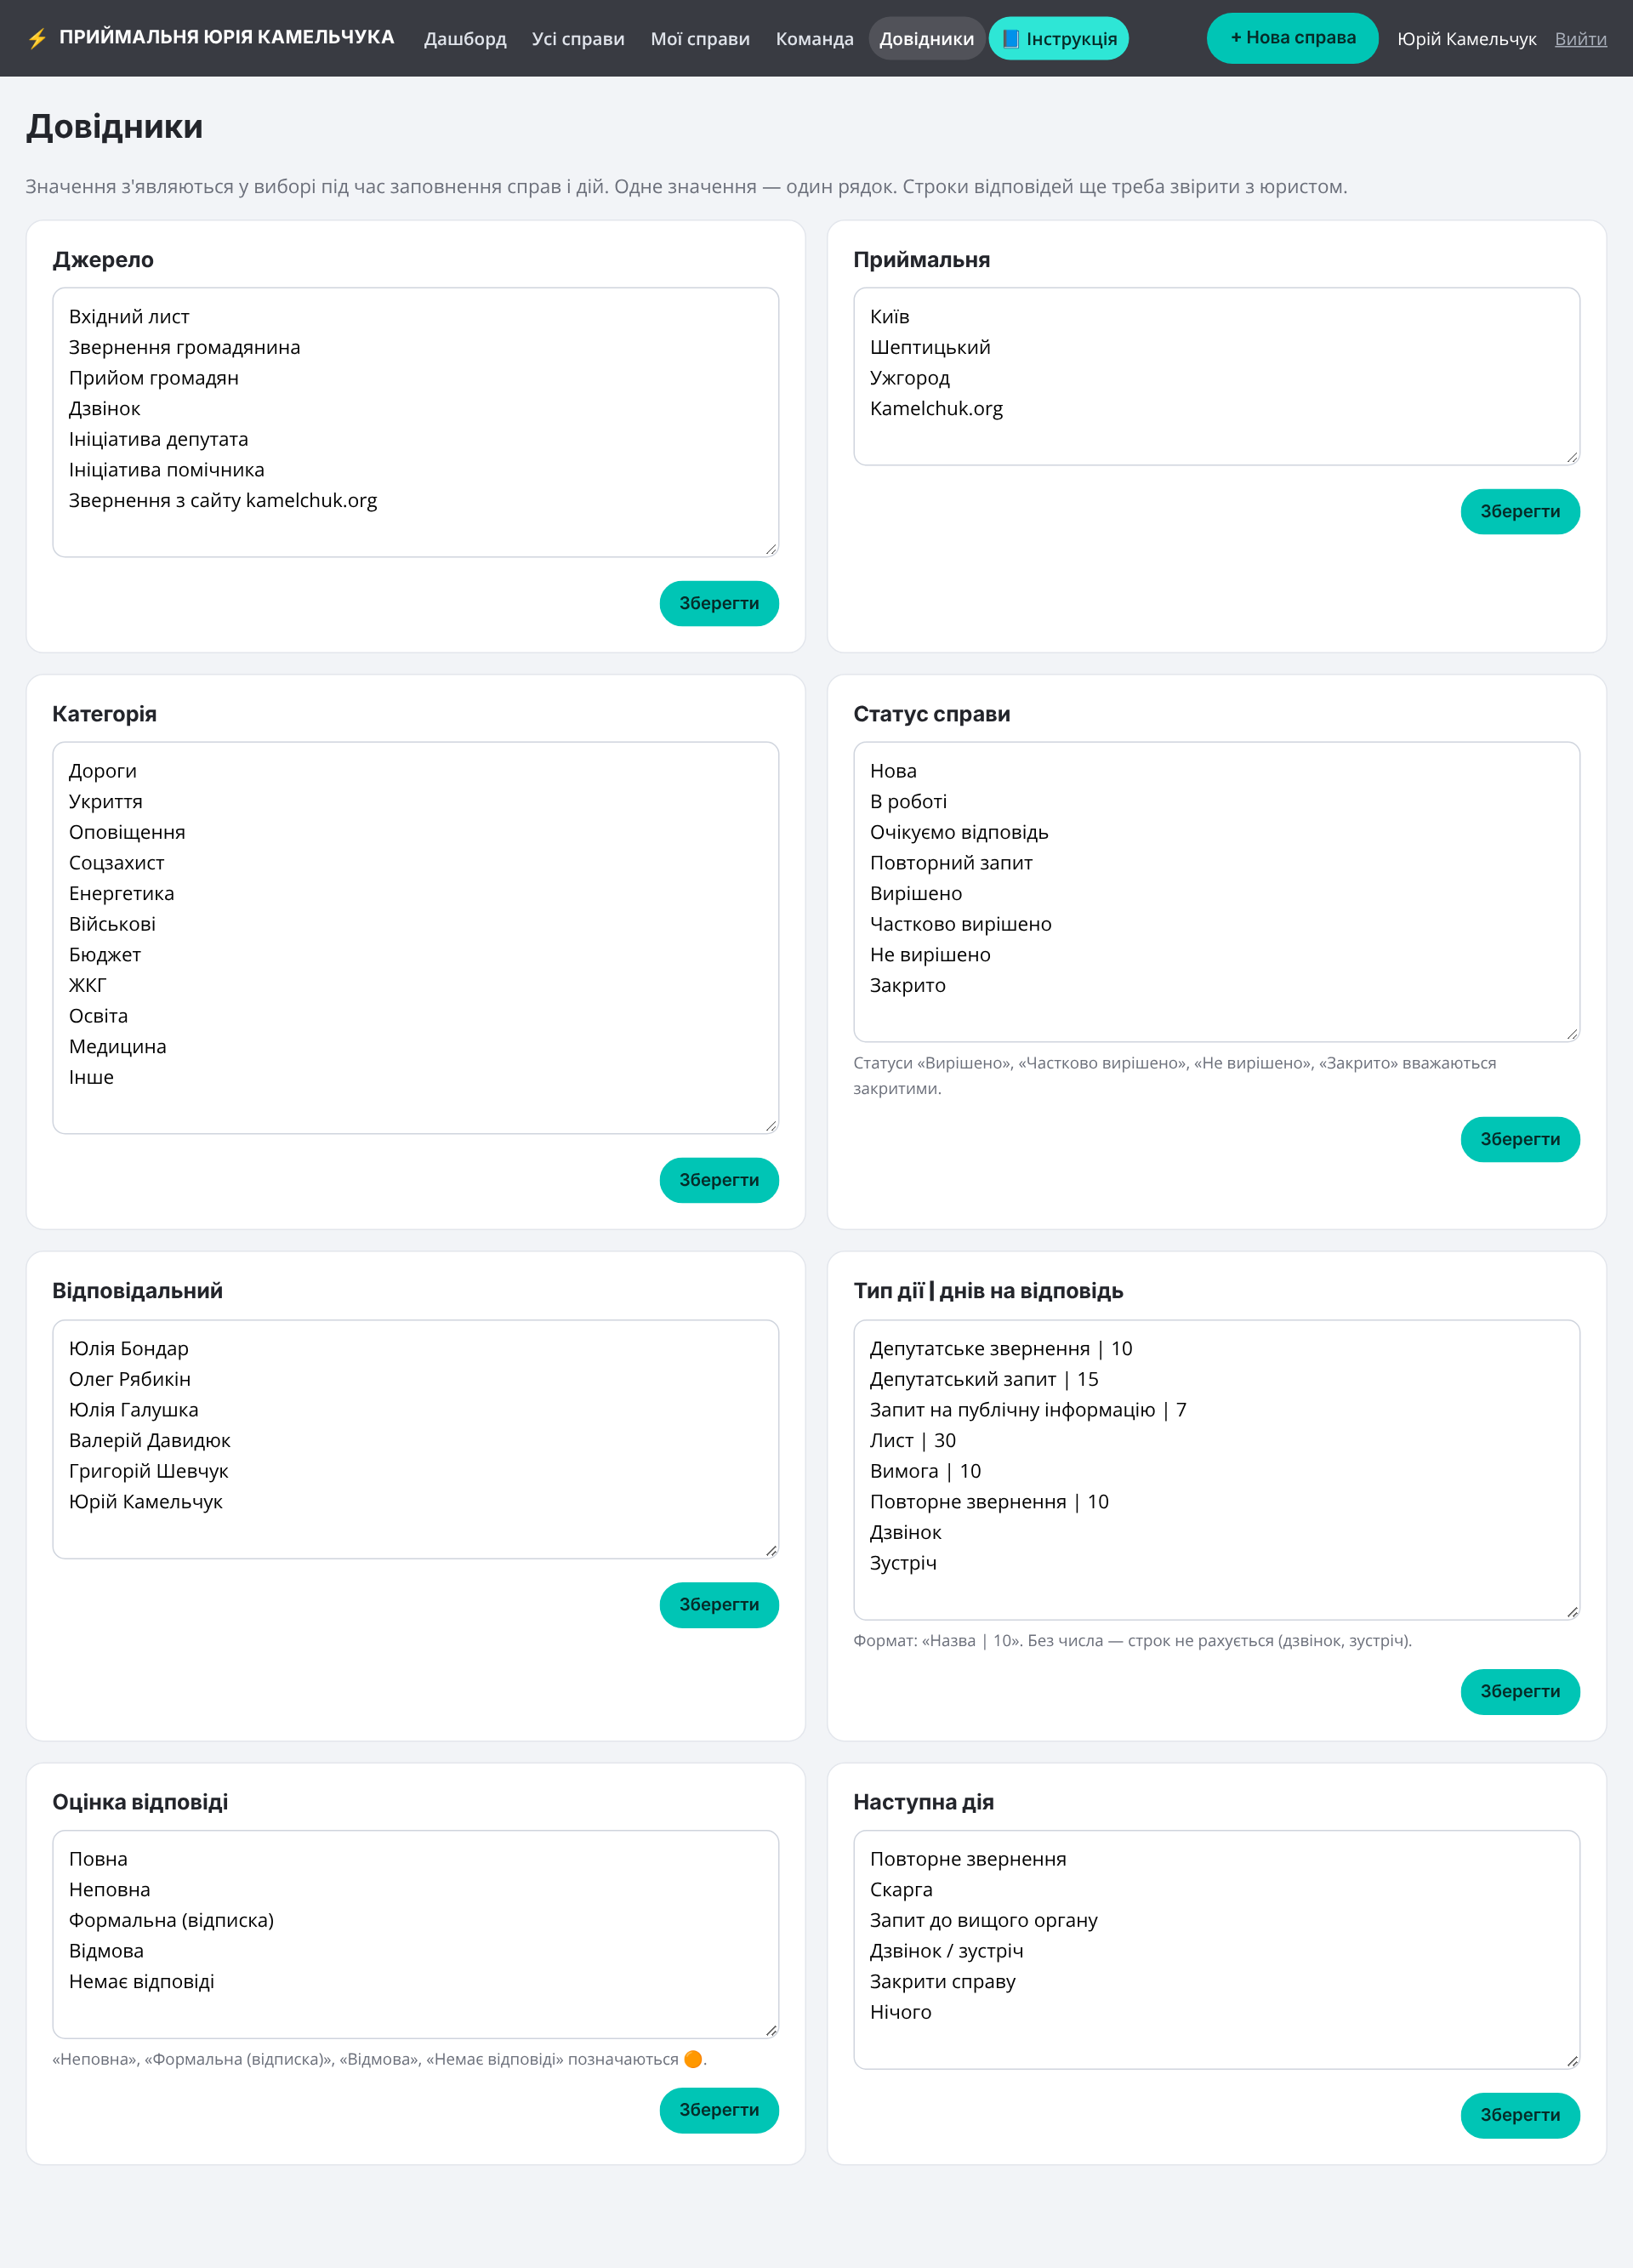 ⚡ ПРИЙМАЛЬНЯ ЮРІЯ КАМЕЛЬЧУКА Дашборд Усі справи Мої справи Команда Довідники 📘 Інструкція + Нова справа Юрій Камельчук Вийти
Довідники
Значення з'являються у виборі під час заповнення справ і дій. Одне значення — один рядок. Строки відповідей ще треба звірити з юристом.
Джерело
Вхідний лист
Звернення громадянина
Прийом громадян
Дзвінок
Ініціатива депутата
Ініціатива помічника
Звернення з сайту kamelchuk.org
Зберегти
Приймальня
Київ
Шептицький
Ужгород
Kamelchuk.org
Зберегти
Категорія
Дороги
Укриття
Оповіщення
Соцзахист
Енергетика
Військові
Бюджет
ЖКГ
Освіта
Медицина
Інше
Зберегти
Статус справи
Нова
В роботі
Очікуємо відповідь
Повторний запит
Вирішено
Частково вирішено
Не вирішено
Закрито
Статуси «Вирішено», «Частково вирішено», «Не вирішено», «Закрито» вважаються
закритими.
Зберегти
Відповідальний
Юлія Бондар
Олег Рябикін
Юлія Галушка
Валерій Давидюк
Григорій Шевчук
Юрій Камельчук
Зберегти
Тип дії | днів на відповідь
Депутатське звернення | 10
Депутатський запит | 15
Запит на публічну інформацію | 7
Лист | 30
Вимога | 10
Повторне звернення | 10
Дзвінок
Зустріч
Формат: «Назва | 10». Без числа — строк не рахується (дзвінок, зустріч).
Зберегти
Оцінка відповіді
Повна
Неповна
Формальна (відписка)
Відмова
Немає відповіді
«Неповна», «Формальна (відписка)», «Відмова», «Немає відповіді» позначаються 🟠.
Зберегти
Наступна дія
Повторне звернення
Скарга
Запит до вищого органу
Дзвінок / зустріч
Закрити справу
Нічого
Зберегти